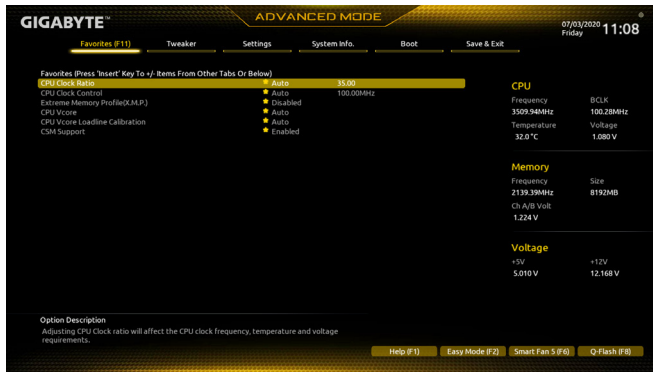 GIGABYTE™
ADVANCED MODE
07/03/2020 Friday 11:08
Favorites (F11) Tweaker Settings System Info. Boot Save & Exit
Favorites (Press 'Insert' Key To +/- Items From Other Tabs Or Below)
CPU Clock Ratio Auto 35.00
CPU Clock Control Auto 100.00MHz
Extreme Memory Profile(X.M.P.) Disabled
CPU Vcore Auto
CPU Vcore Loadline Calibration Auto
CSM Support Enabled
CPU
Frequency BCLK
3509.94MHz 100.28MHz
Temperature Voltage
32.0 °C 1.080 V
Memory
Frequency Size
2139.39MHz 8192MB
Ch A/B Volt
1.224 V
Voltage
+5V +12V
5.010 V 12.168 V
Option Description
Adjusting CPU Clock ratio will affect the CPU clock frequency, temperature and voltage
requirements.
Help (F1) Easy Mode (F2) Smart Fan 5 (F6) Q-Flash (F8)